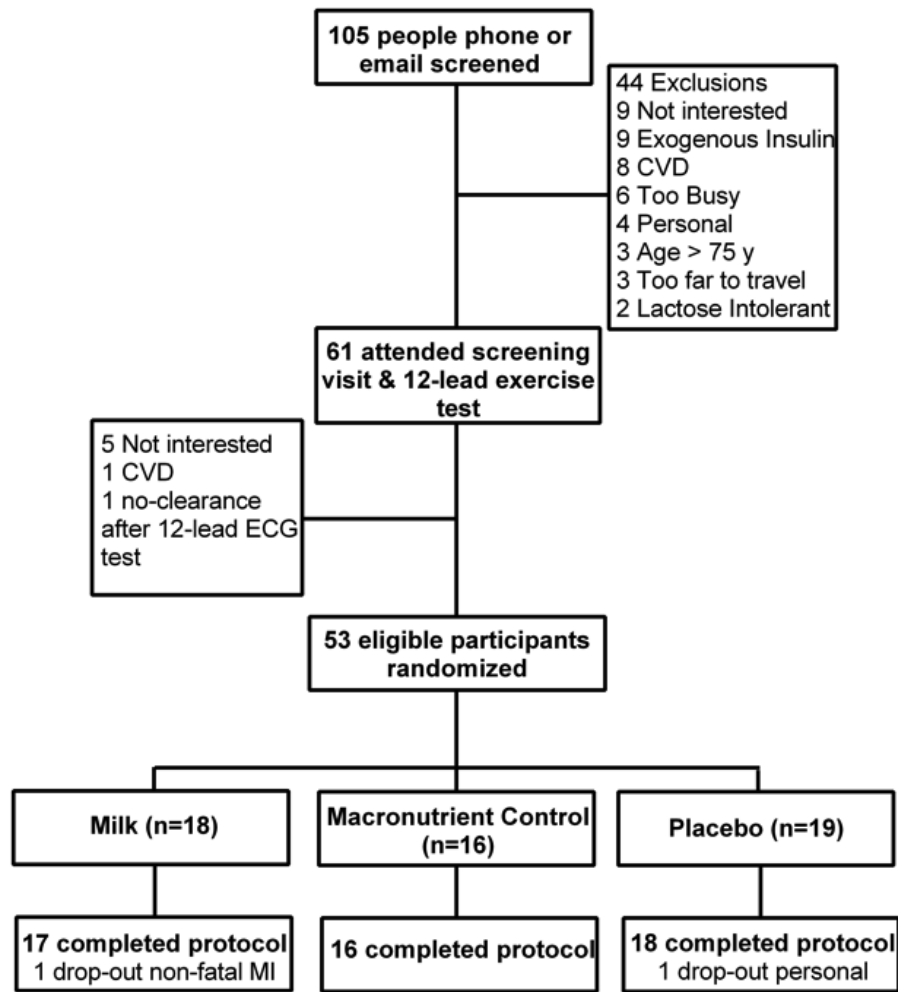 105 people phone or
email screened
44 Exclusions
9 Not interested
9 Exogenous Insulin
8 CVD
6 Too Busy
4 Personal
3 Age > 75 y
3 Too far to travel
2 Lactose Intolerant
61 attended screening
visit & 12-lead exercise
test
5 Not interested
1 CVD
1 no-clearance
after 12-lead ECG
test
53 eligible participants
randomized
Milk (n=18)
Macronutrient Control
(n=16)
Placebo (n=19)
17 completed protocol
1 drop-out non-fatal MI
16 completed protocol
18 completed protocol
1 drop-out personal